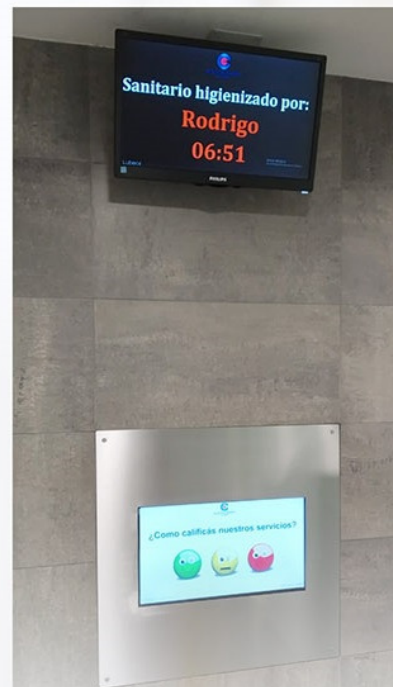 Sanitario higienizado por:
Rodrigo
06:51
PHILIPS
¿Como calificás nuestros servicios?